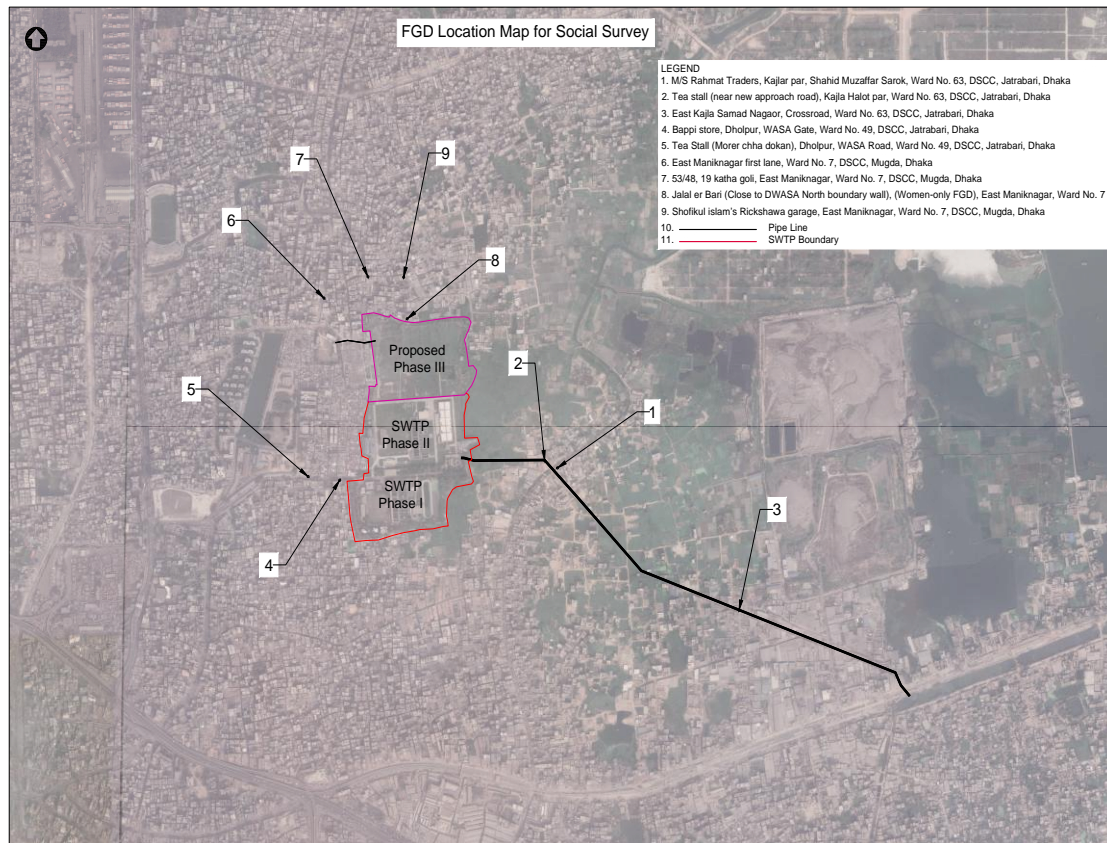 FGD Location Map for Social Survey
LEGEND
1. M/S Rahmat Traders, Kajlar par, Shahid Muzaffar Sarok, Ward No. 63, DSCC, Jatrabari, Dhaka
2. Tea stall (near new approach road), Kajla Halot par, Ward No. 63, DSCC, Jatrabari, Dhaka
3. East Kajla Samad Nagaor, Crossroad, Ward No. 63, DSCC, Jatrabari, Dhaka
4. Bappi store, Dholpur, WASA Gate, Ward No. 49, DSCC, Jatrabari, Dhaka
5. Tea Stall (Morer chha dokan), Dholpur, WASA Road, Ward No. 49, DSCC, Jatrabari, Dhaka
6. East Maniknagar first lane, Ward No. 7, DSCC, Mugda, Dhaka
7. 53/48, 19 katha goli, East Maniknagar, Ward No. 7, DSCC, Mugda, Dhaka
8. Jalal er Bari (Close to DWASA North boundary wall), (Women-only FGD), East Maniknagar, Ward No. 7
9. Shofikul islam's Rickshawa garage, East Maniknagar, Ward No. 7, DSCC, Mugda, Dhaka
10. Pipe Line
11. SWTP Boundary
7
9
6
8
Proposed
Phase III
2
5
1
SWTP
Phase II
SWTP
Phase I
3
4